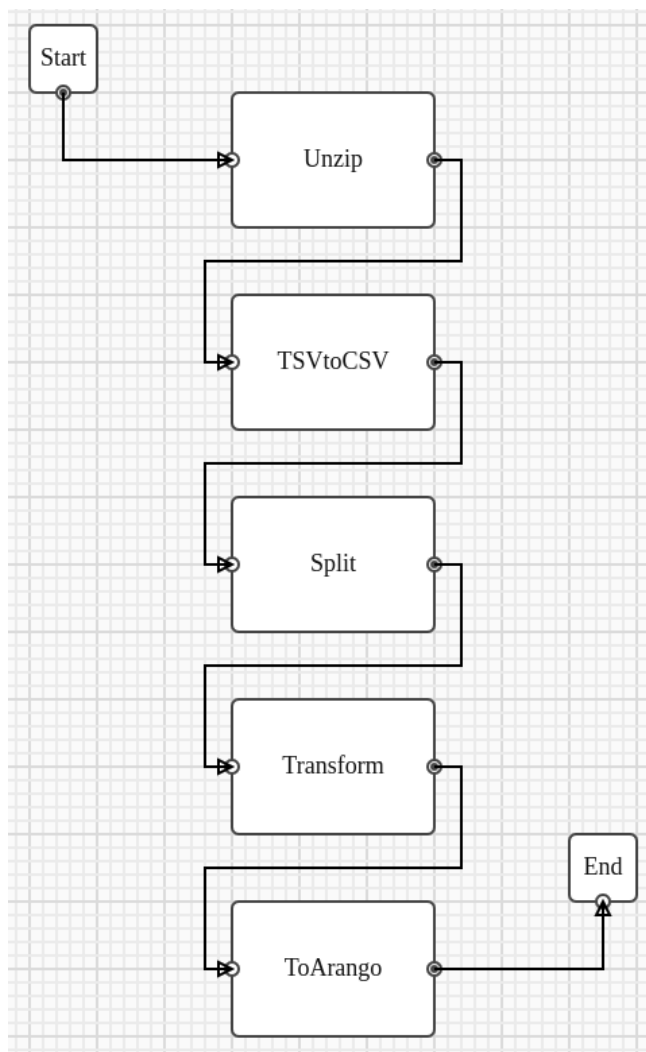 Start
Unzip
TSVtoCSV
Split
Transform
End
ToArango